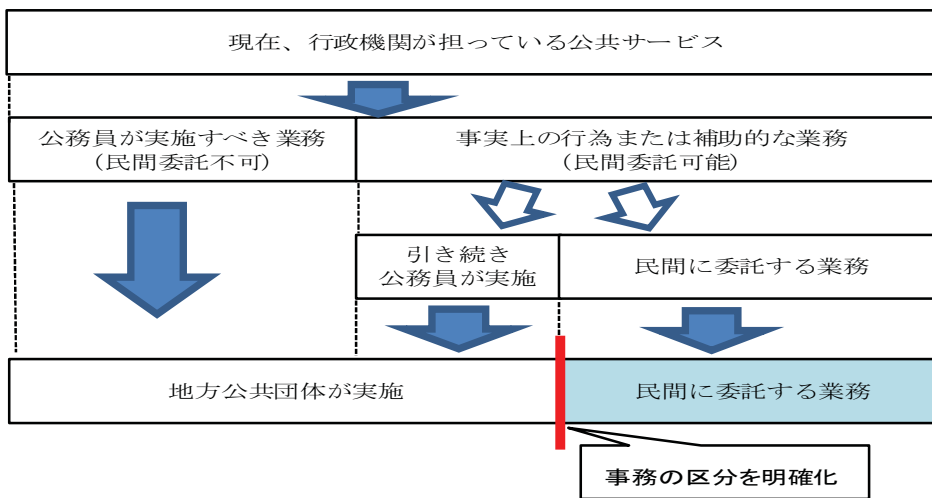 現在、行政機関が担っている公共サービス
公務員が実施すべき業務
（民間委託不可）
事実上の行為または補助的な業務
（民間委託可能）
引き続き
公務員が実施
民間に委託する業務
地方公共団体が実施
民間に委託する業務
事務の区分を明確化